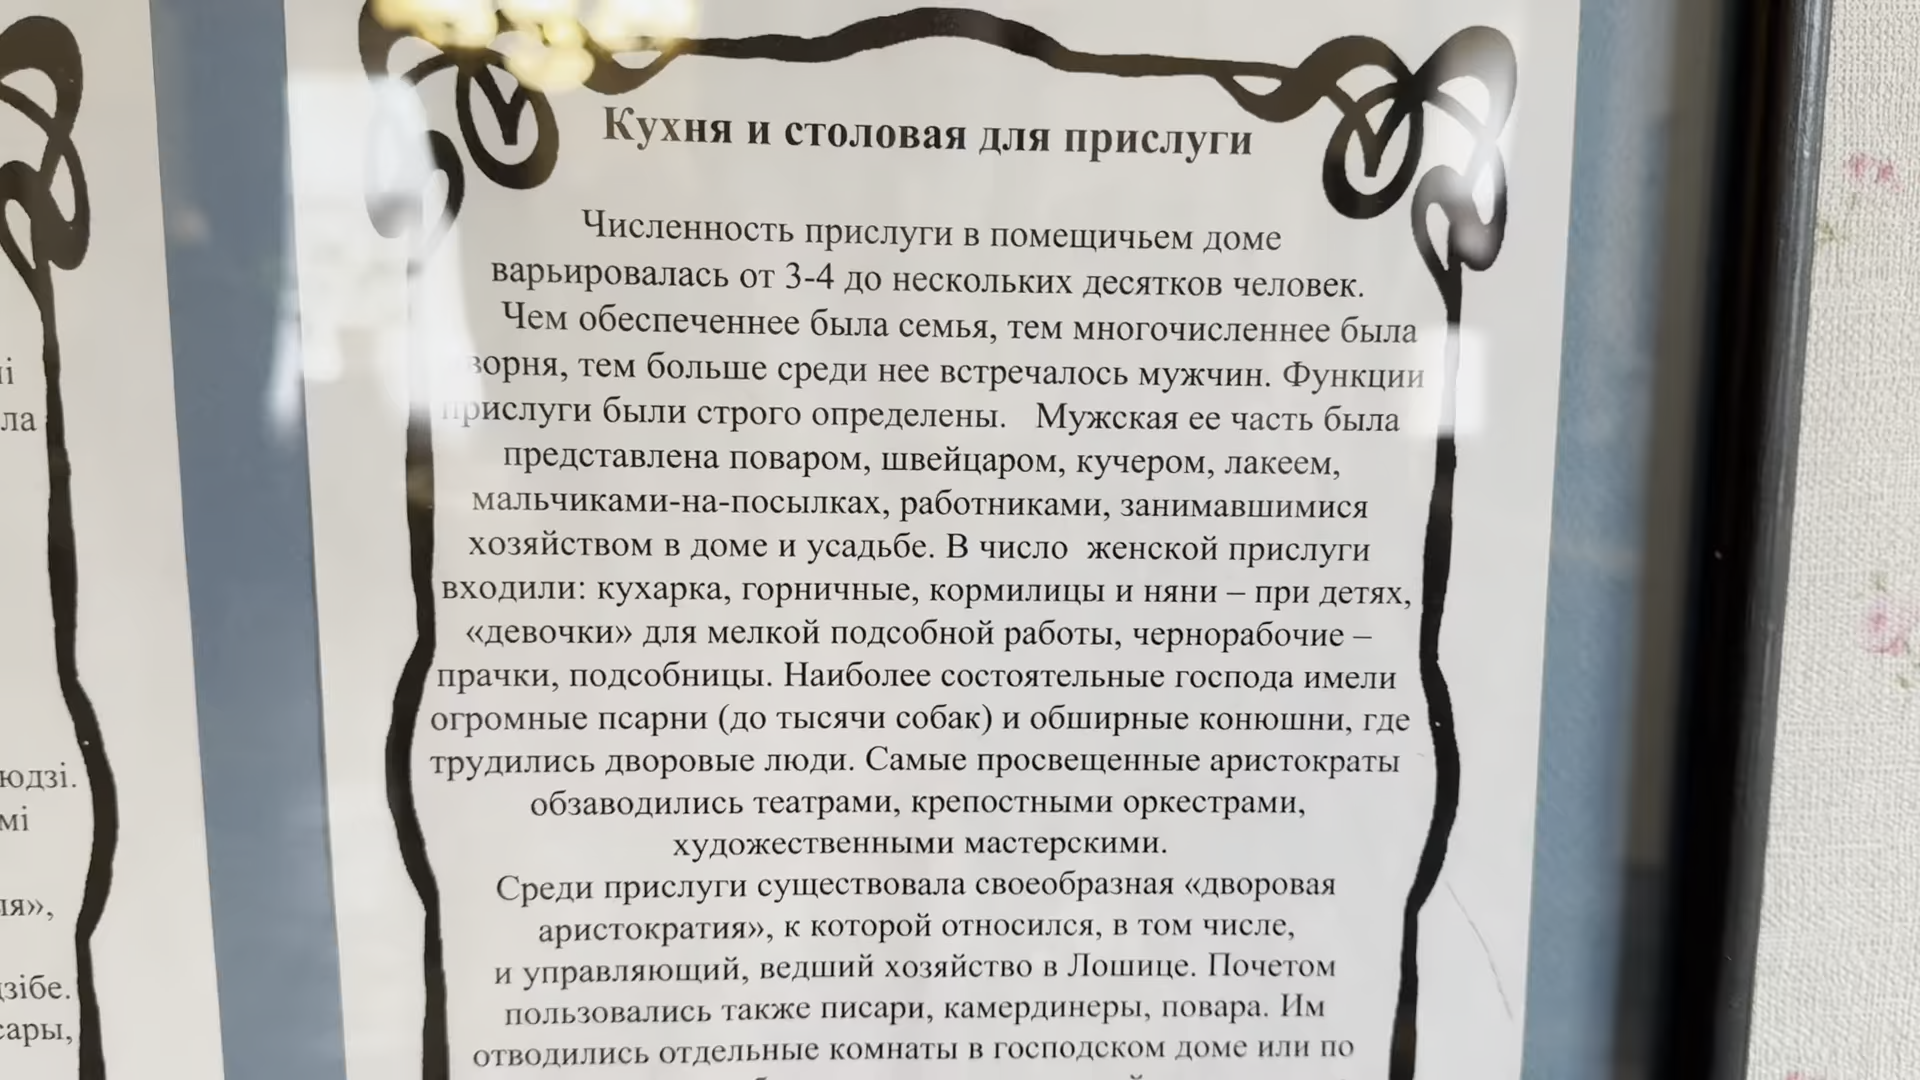 Кухня и столовая для прислуги
Численность прислуги в помещичьем доме
варьировалась от 3-4 до нескольких десятков человек.
Чем обеспеченнее была семья, тем многочисленнее была
тем больше среди нее встречалось мужчин. Функции
прислуги были строго определены. Мужская ее часть была
представлена поваром, швейцаром, кучером, лакеем,
мальчиками-на-посылках, работниками, занимавшимися
хозяйством в доме и усадьбе. В число женской прислуги
входили: кухарка, горничные, кормилицы и няни – при детях,
«девочки» для мелкой подсобной работы, чернорабочие –
прачки, подсобницы. Наиболее состоятельные господа имели
огромные псарни (до тысячи собак) и обширные конюшни, где
трудились дворовые люди. Самые просвещенные аристократы
обзаводились театрами, крепостными оркестрами,
художественными мастерскими.
Среди прислуги существовала своеобразная «дворовая
аристократия», к которой относился, в том числе,
и управляющий, ведший хозяйство в Лошице. Почетом
пользовались также писари, камердинеры, повара. Им
отводились отдельные комнаты в господском доме или по